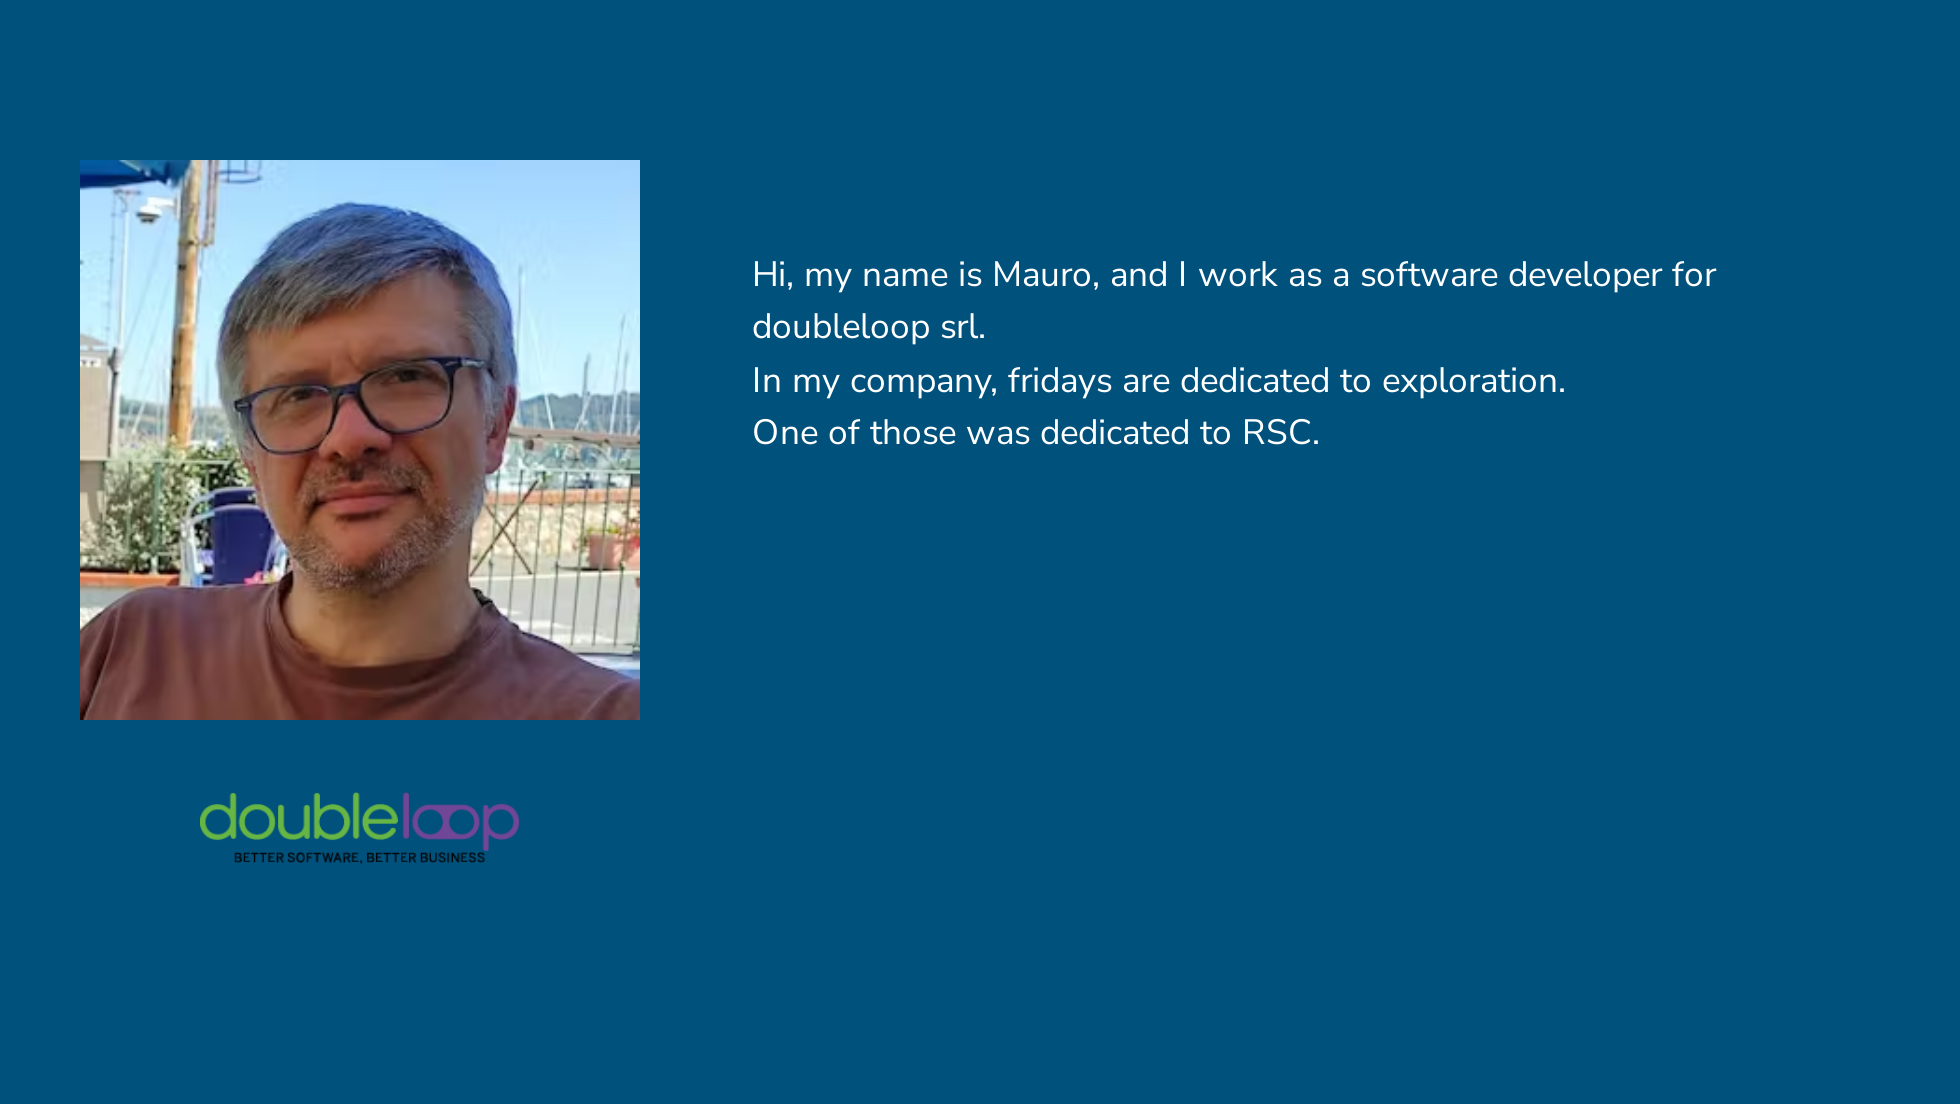 Hi, my name is Mauro, and I work as a software developer for
doubleloop srl.
In my company, fridays are dedicated to exploration.
One of those was dedicated to RSC.
doubleloop
BETTER SOFTWARE, BETTER BUSINESS